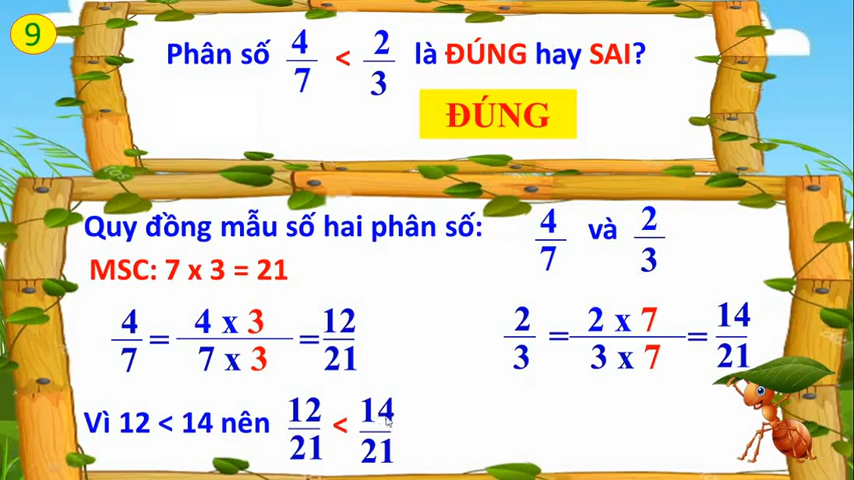 9
Phân số 4/7 < 2/3 là ĐÚNG hay SAI?
ĐÚNG
Quy đồng mẫu số hai phân số: 4/7 và 2/3
MSC: 7 x 3 = 21
4/7 = (4 x 3)/(7 x 3) = 12/21
2/3 = (2 x 7)/(3 x 7) = 14/21
Vì 12 < 14 nên 12/21 < 14/21